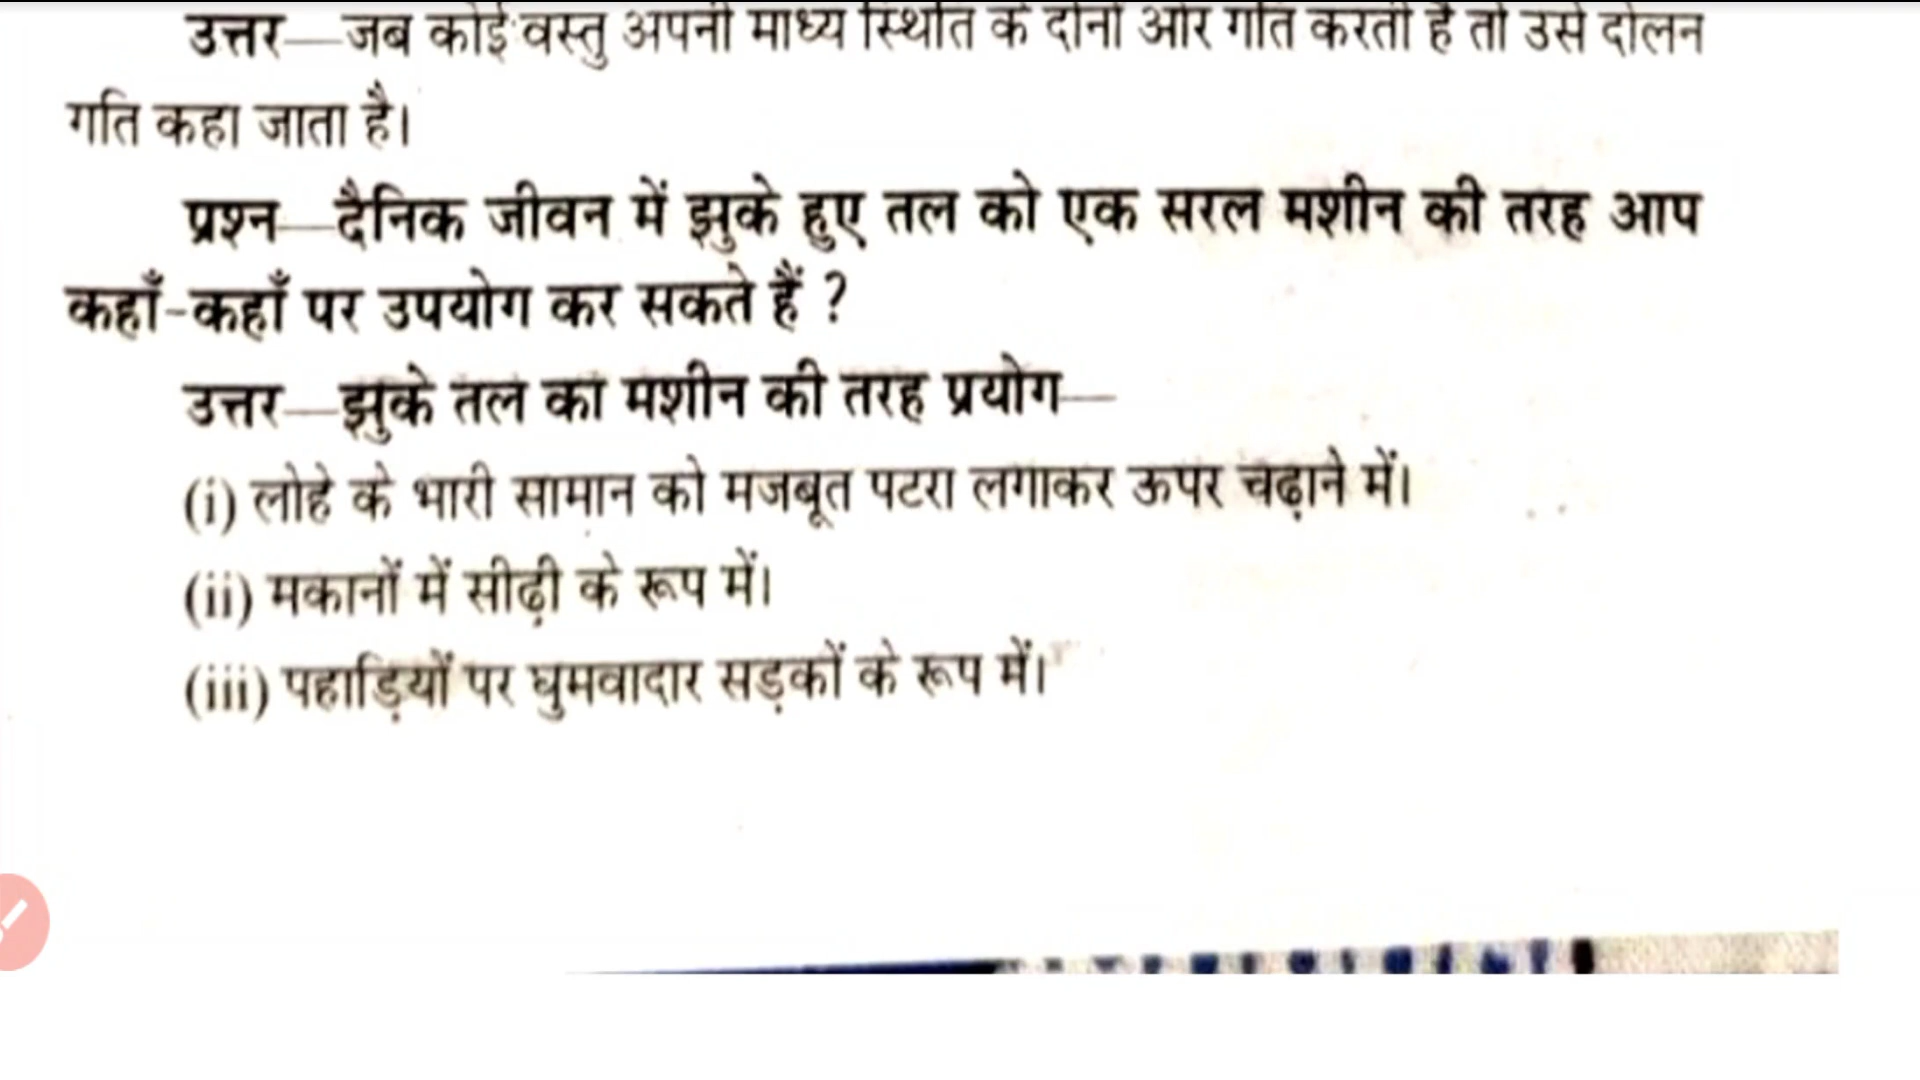 उत्तर—जब कोई वस्तु अपनी माध्य स्थिति के दोनों ओर गति करती है तो उसे दोलन
गति कहा जाता है।
प्रश्न—दैनिक जीवन में झुके हुए तल को एक सरल मशीन की तरह आप
कहाँ-कहाँ पर उपयोग कर सकते हैं ?
उत्तर—झुके तल का मशीन की तरह प्रयोग—
(i) लोहे के भारी सामान को मजबूत पटरा लगाकर ऊपर चढ़ाने में।
(ii) मकानों में सीढ़ी के रूप में।
(iii) पहाड़ियों पर घुमवादार सड़कों के रूप में।